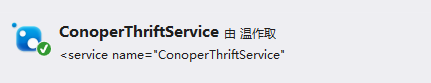 ConoperThriftService 由 温作取
<service name="ConoperThriftService"